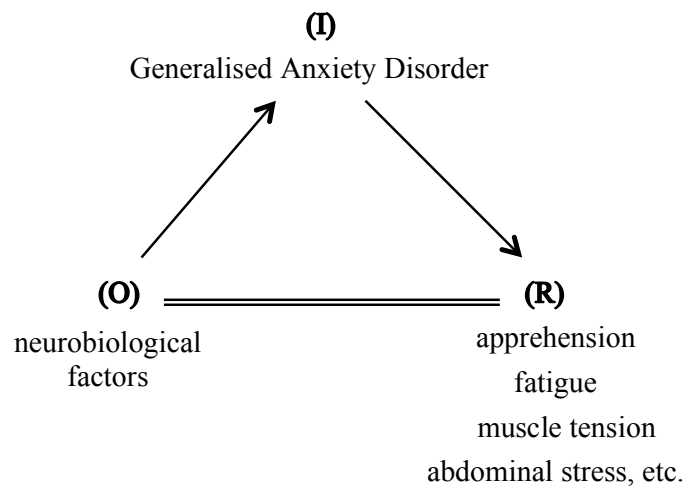 (I)
Generalised Anxiety Disorder
(O)
neurobiological
factors
(R)
apprehension
fatigue
muscle tension
abdominal stress, etc.